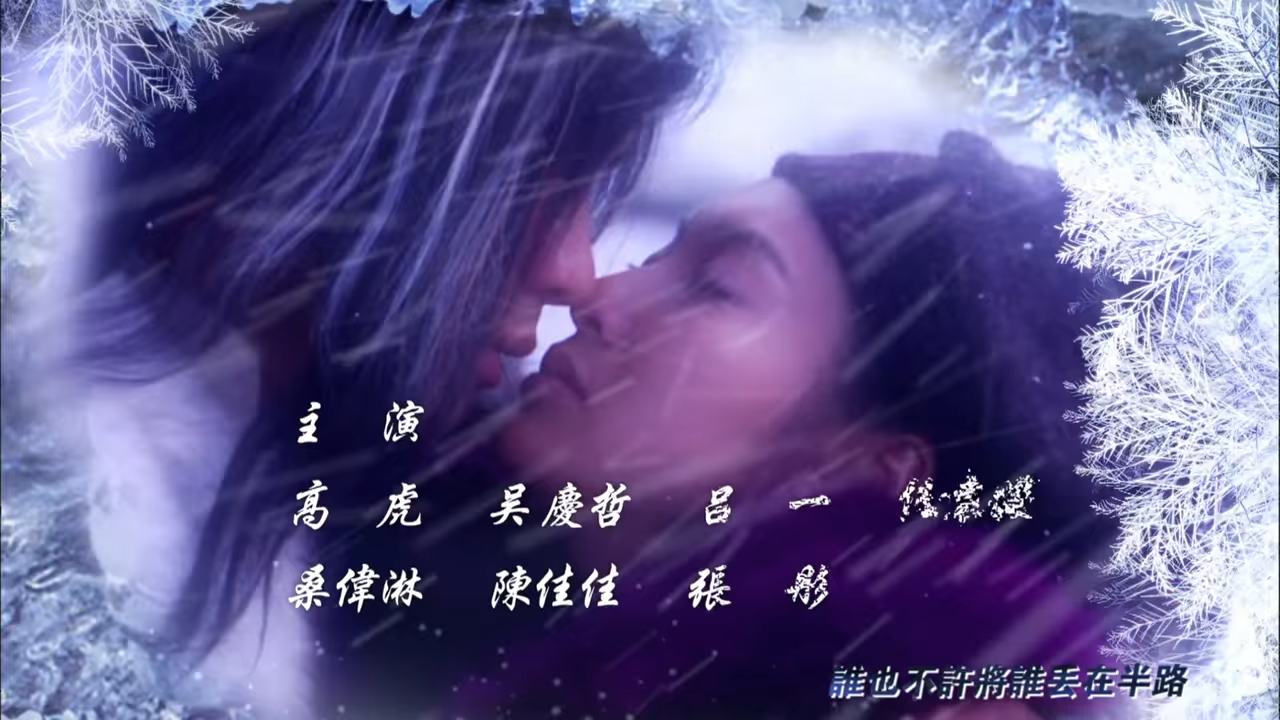 主 演
高 虎 吴慶哲 吕 一
桑偉淋 陳佳佳 張 彤
誰也不許將誰丟在半路